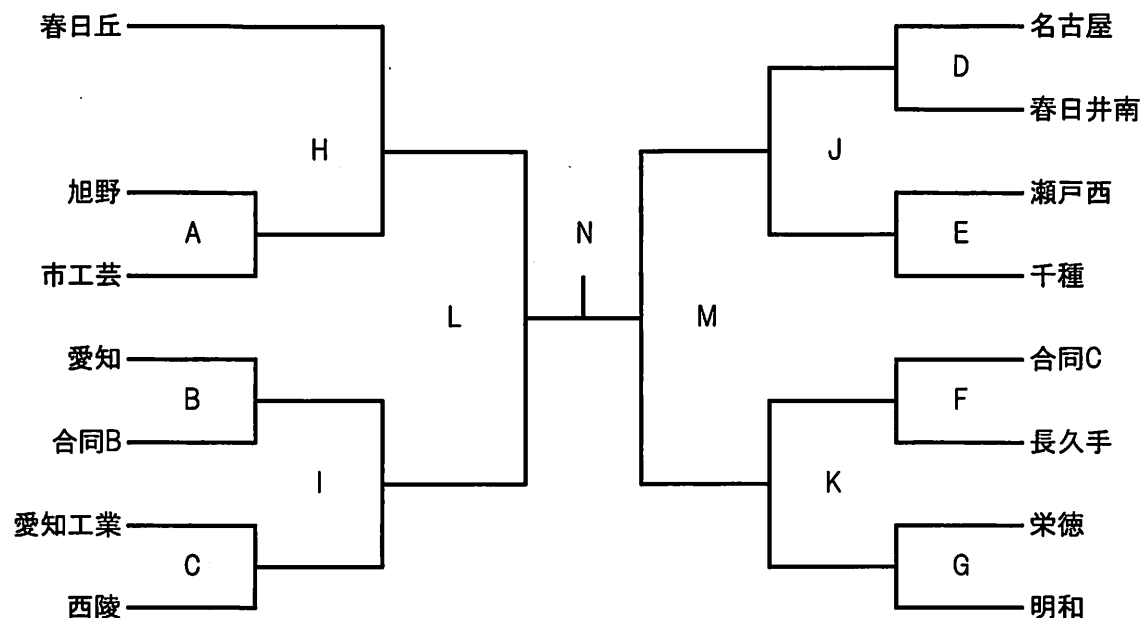 春日丘
名古屋
D
春日井南
H
J
旭野
瀬戸西
A
N
E
市工芸
千種
L
M
愛知
合同C
B
F
合同B
長久手
I
K
愛知工業
栄徳
C
G
西陵
明和